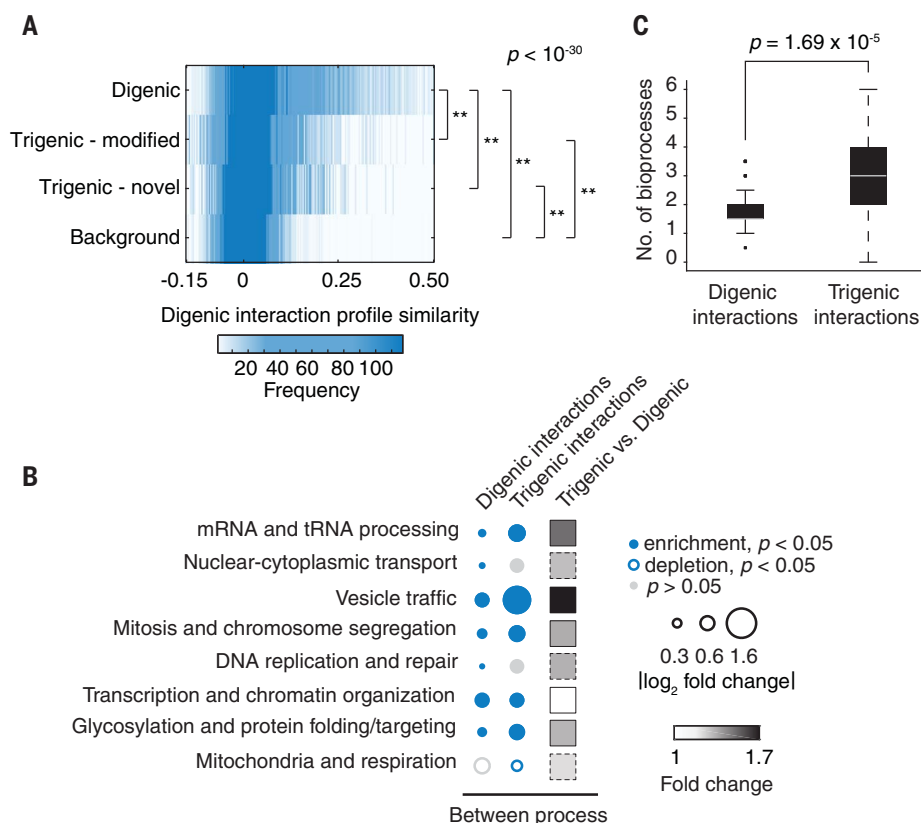 A
p < 10-30
Digenic
Trigenic - modified
Trigenic - novel
Background
**
**
**
**
**
-0.15 0 0.25 0.50
Digenic interaction profile similarity
20 40 60 80 100
Frequency
C
p = 1.69 x 10-5
No. of bioprocesses
6
5
4
3
2
1
0
Digenic
interactions
Trigenic
interactions
B
Digenic interactions
Trigenic interactions
Trigenic vs. Digenic
mRNA and tRNA processing
Nuclear-cytoplasmic transport
Vesicle traffic
Mitosis and chromosome segregation
DNA replication and repair
Transcription and chromatin organization
Glycosylation and protein folding/targeting
Mitochondria and respiration
Between process
enrichment, p < 0.05
depletion, p < 0.05
p > 0.05
0.3 0.6 1.6
|log2 fold change|
1 1.7
Fold change